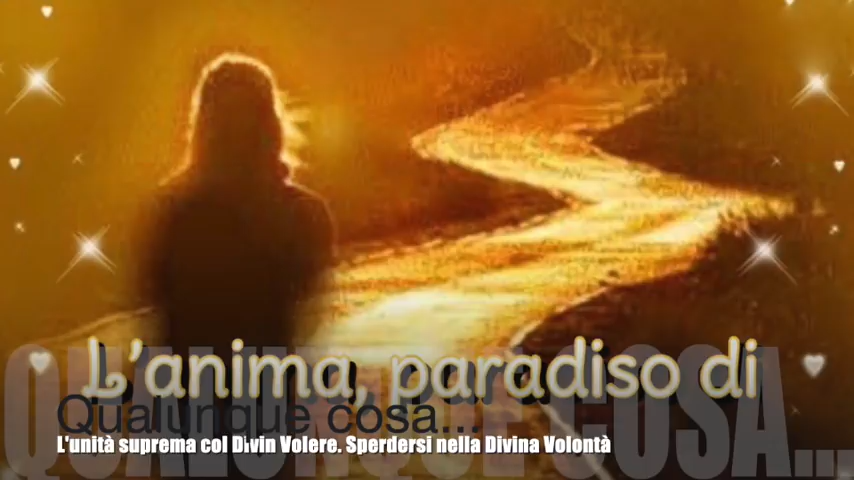 L'anima, paradiso di
QUALUNQUE COSA...
Qualunque cosa...
L'unità suprema col Divin Volere. Sperdersi nella Divina Volontà